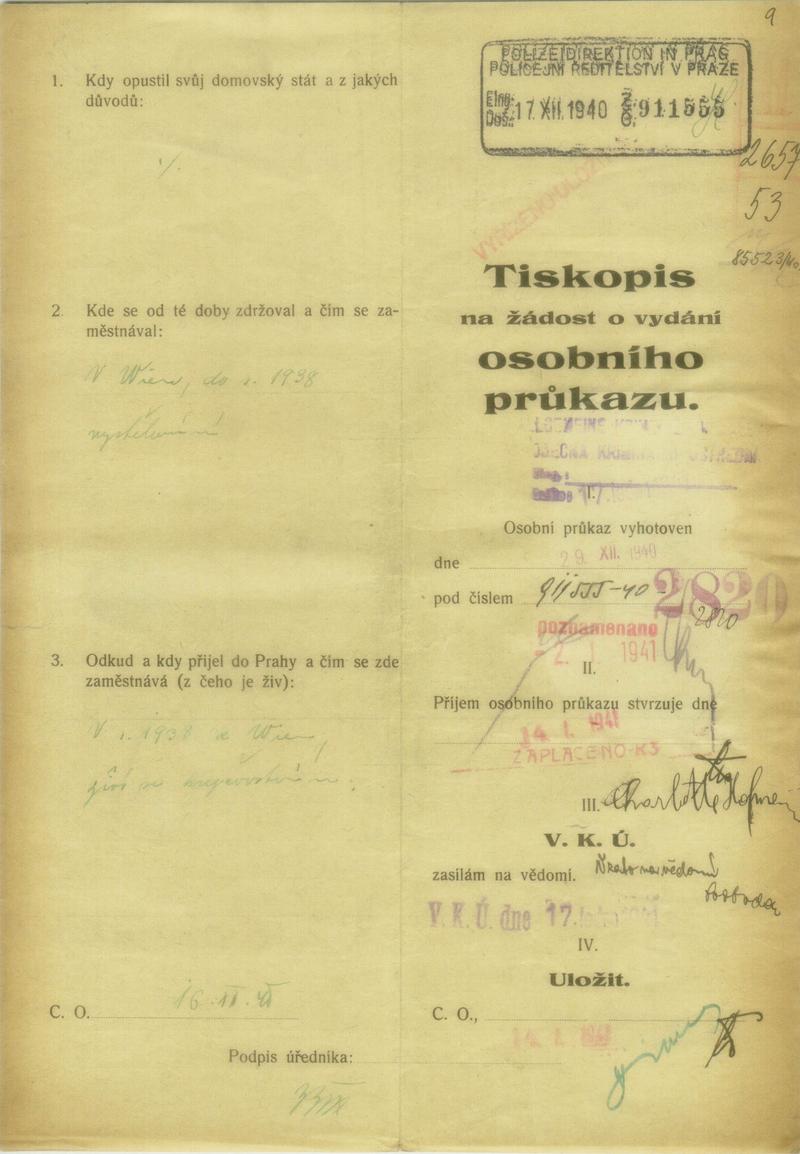 9
1. Kdy opustil svůj domovský stát a z jakých
důvodů:
2. Kde se od té doby zdržoval a čím se za-
městnával:
V Wien, do r. 1938
3. Odkud a kdy přijel do Prahy a čím se zde
zaměstnává (z čeho je živ):
V r. 1938 z Wien,
C. O.
Podpis úředníka:
POLIZEIDIREKTION IN PRAG
POLICEJNÍ ŘEDITELSTVÍ V PRAZE
Eing.
Doš.: 17 XII. 1940 Z. Č. 911555
2657
53
85523/40
Tiskopis
na žádost o vydání
osobního
průkazu.
I.
Osobní průkaz vyhotoven
dne 29. XII. 1940
pod číslem 911555-40- 2820
2820
poznamenáno
- 2. I. 1941
II.
Příjem osobního průkazu stvrzuje dne
14. I. 1941
ZAPLACENO-K3
III. Charlotte
V. K. Ú.
zasílám na vědomí.
V. K. Ú. dne 17.
IV.
Uložit.
C. O.,
14. I. 1941